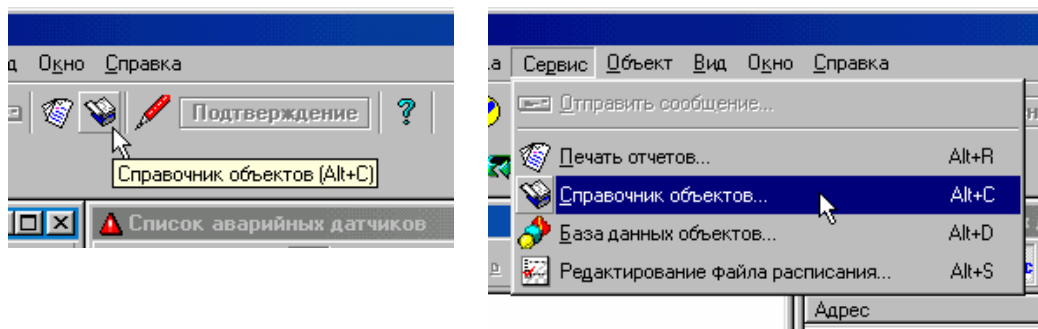 д Окно Справка
Подтверждение
Справочник объектов (Alt+C)
Список аварийных датчиков
а Сервис Объект Вид Окно Справка
Отправить сообщение...
Печать отчетов... Alt+R
Справочник объектов... Alt+C
База данных объектов... Alt+D
Редактирование файла расписания... Alt+S
Адрес